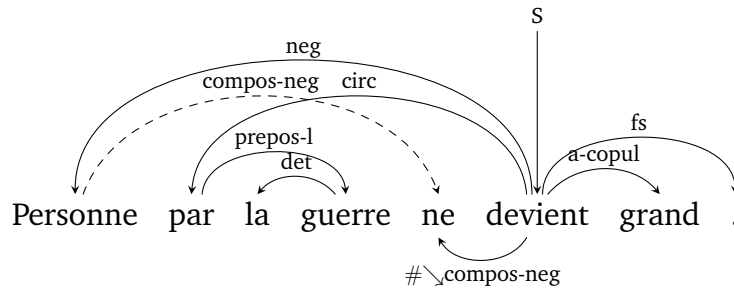 S
neg
compos-neg circ
fs
prepos-l
a-copul
det
Personne par la guerre ne devient grand .
#↘compos-neg